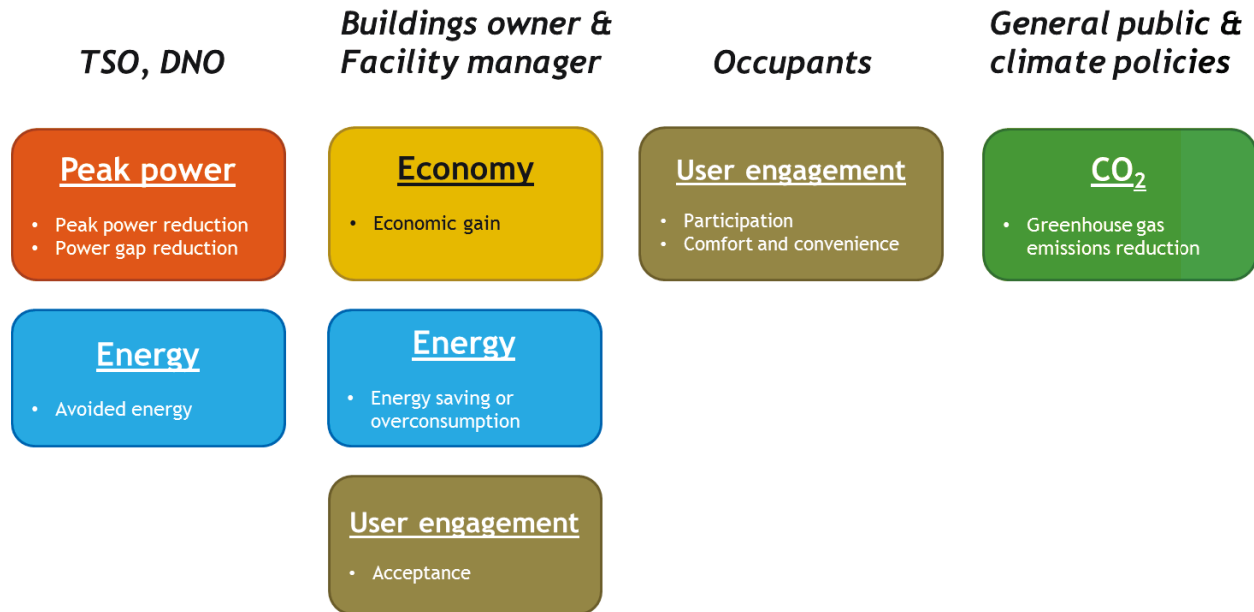 TSO, DNO
Buildings owner &
Facility manager
Occupants
General public &
climate policies
Peak power
• Peak power reduction
• Power gap reduction
Economy
• Economic gain
User engagement
• Participation
• Comfort and convenience
CO₂
• Greenhouse gas
emissions reduction
Energy
• Avoided energy
Energy
• Energy saving or
overconsumption
User engagement
• Acceptance